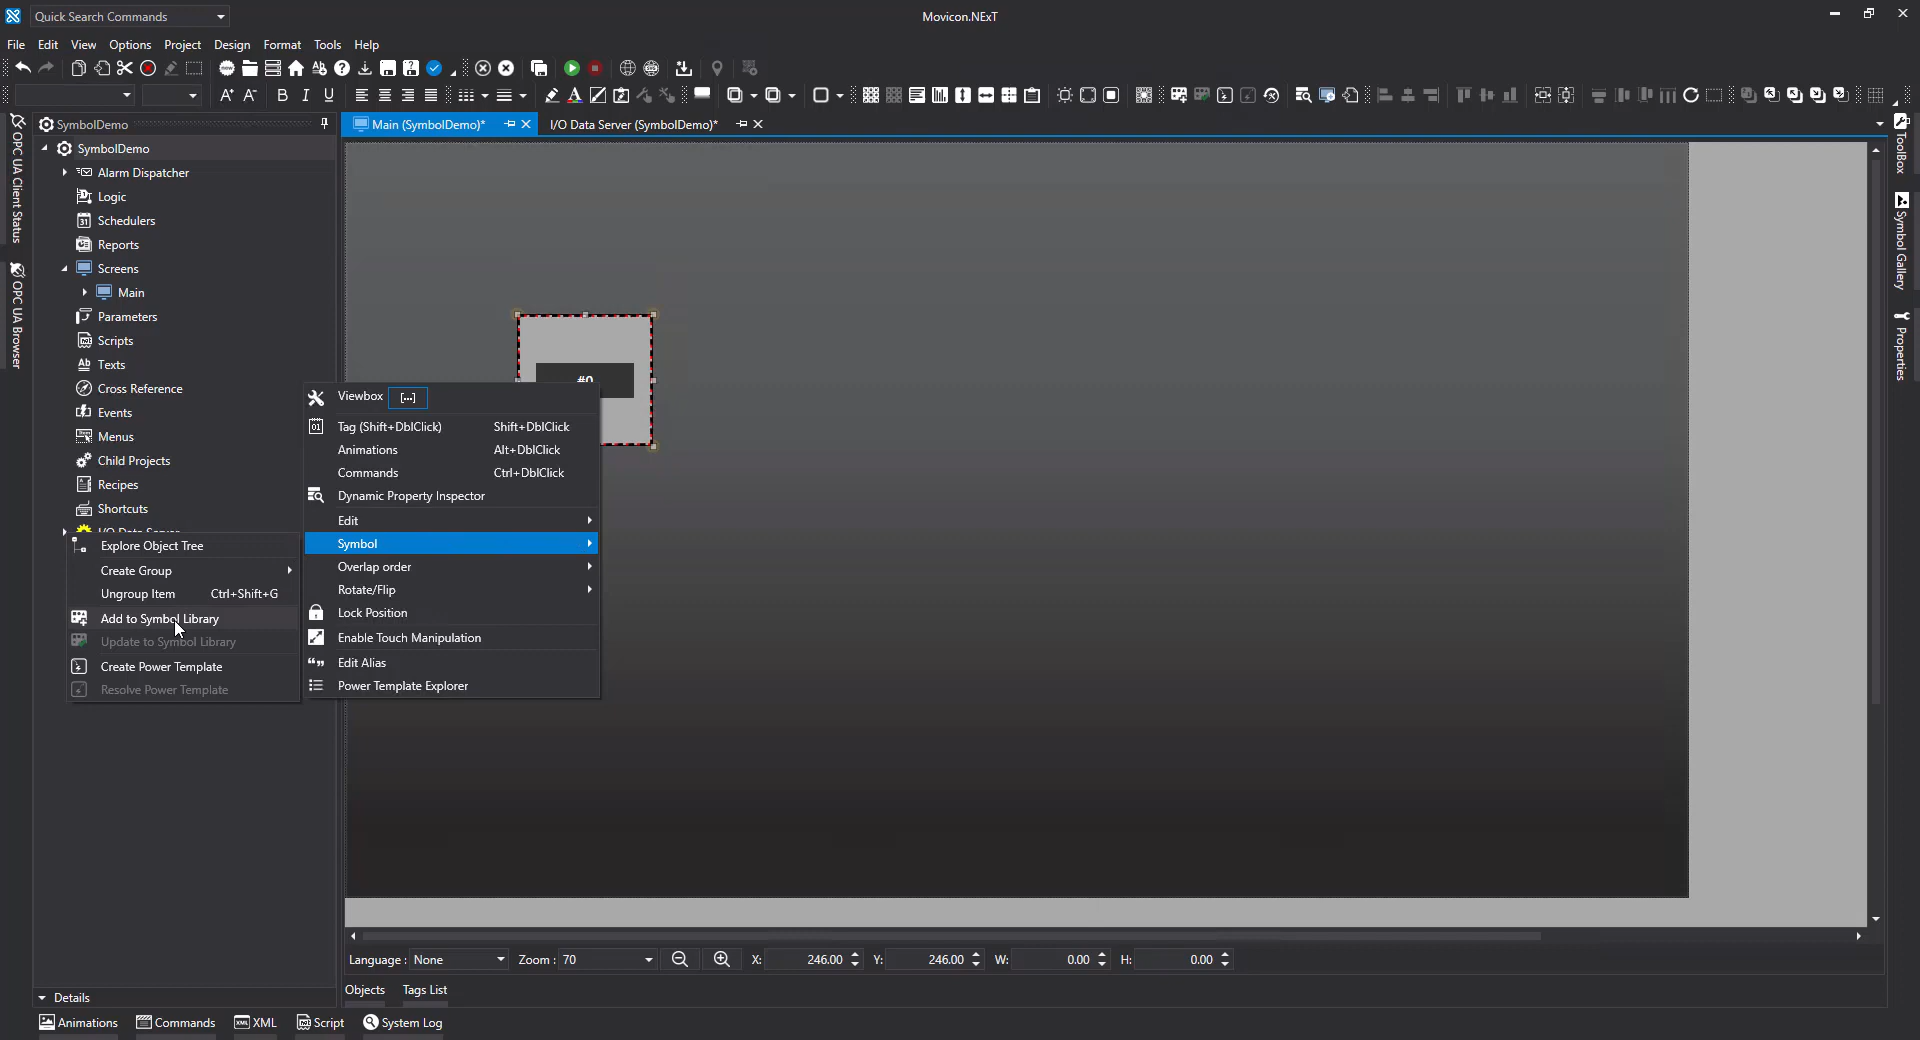 Quick Search Commands
Movicon.NExT
File Edit View Options Project Design Format Tools Help
SymbolDemo
Main (SymbolDemo)*
I/O Data Server (SymbolDemo)*
OPC UA Client Status
OPC UA Browser
SymbolDemo
Alarm Dispatcher
Logic
Schedulers
Reports
Screens
Main
Parameters
Scripts
Texts
Cross Reference
Events
Menus
Child Projects
Recipes
Shortcuts
I/O Data Server
Explore Object Tree
Create Group
Ungroup Item Ctrl+Shift+G
Add to Symbol Library
Update to Symbol Library
Create Power Template
Resolve Power Template
#0
Viewbox [...]
Tag (Shift+DblClick) Shift+DblClick
Animations Alt+DblClick
Commands Ctrl+DblClick
Dynamic Property Inspector
Edit
Symbol
Overlap order
Rotate/Flip
Lock Position
Enable Touch Manipulation
Edit Alias
Power Template Explorer
ToolBox
Symbol Gallery
Properties
Language : None Zoom : 70 X: 246.00 Y: 246.00 W: 0.00 H: 0.00
Objects Tags List
Details
Animations Commands XML Script System Log